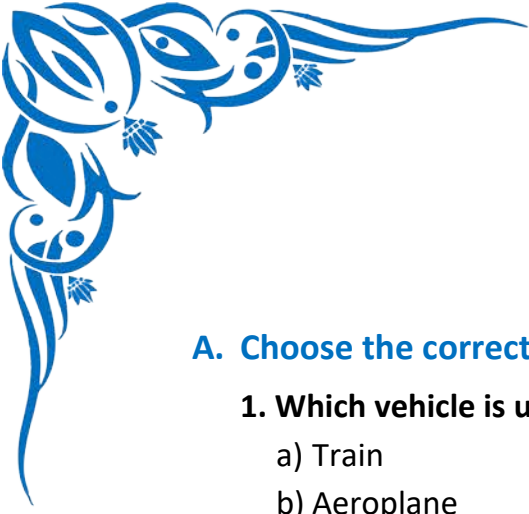 A. Choose the correct
1. Which vehicle is u
a) Train
b) Aeroplane